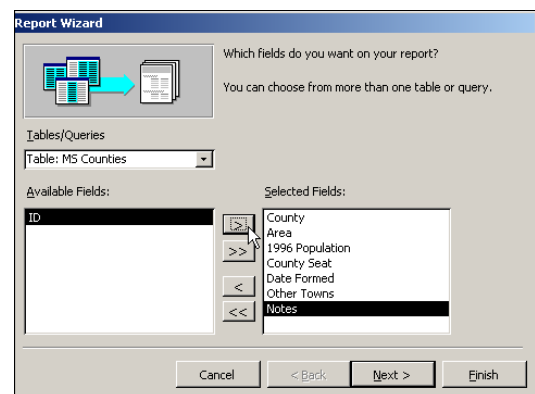 Report Wizard
Which fields do you want on your report?
You can choose from more than one table or query.
Tables/Queries
Table: MS Counties
Available Fields:
ID
>
>>
<
<<
Selected Fields:
County
Area
1996 Population
County Seat
Date Formed
Other Towns
Notes
Cancel
< Back
Next >
Finish